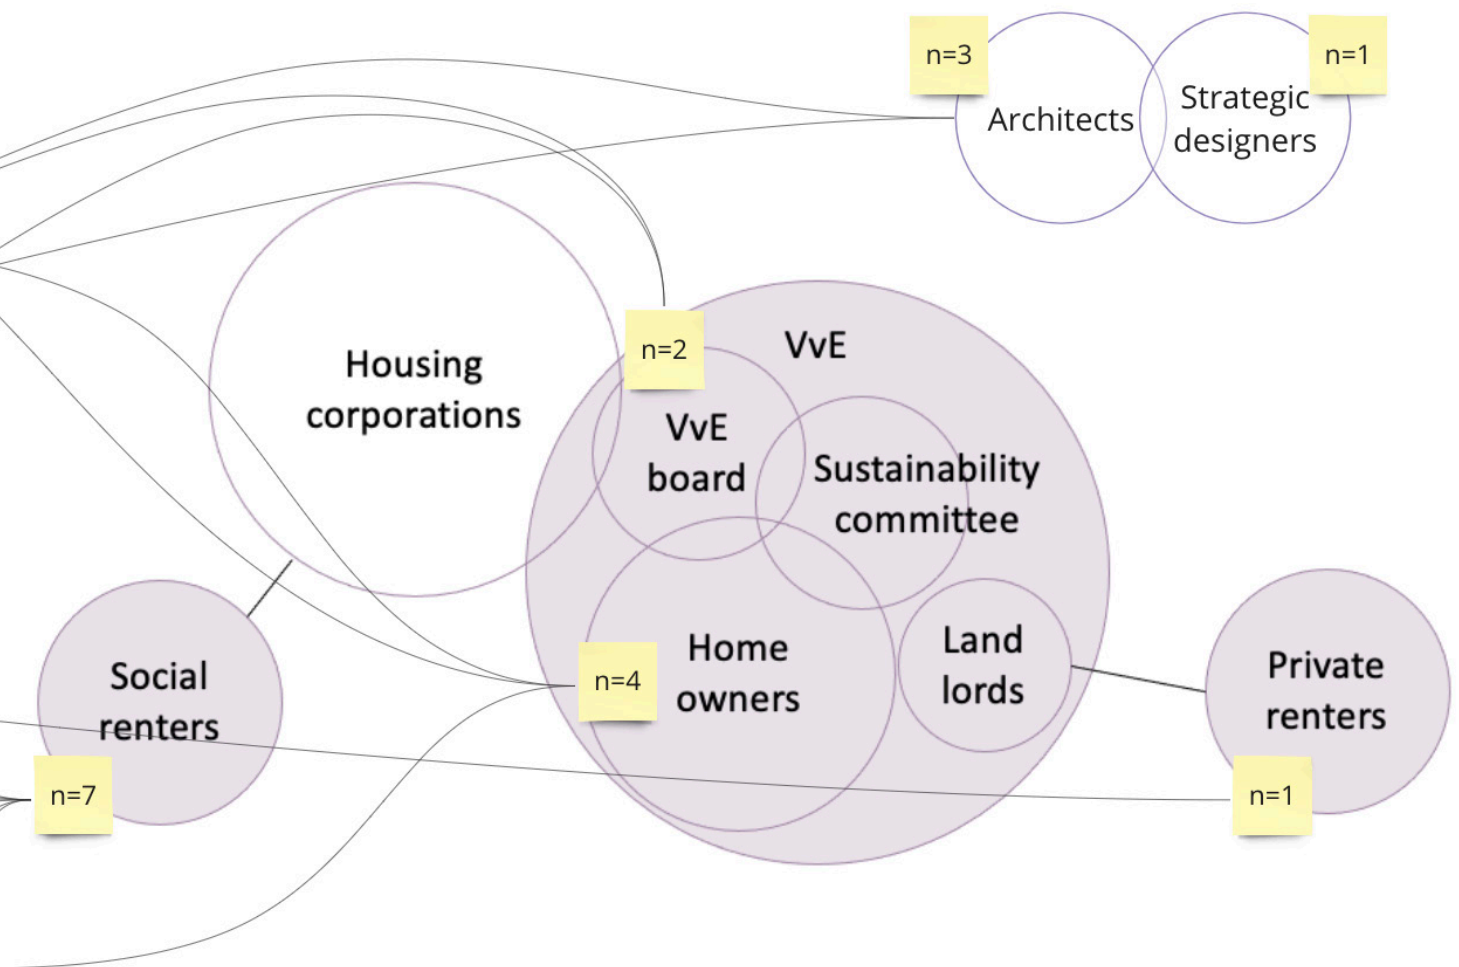 n=3
n=1
Architects
Strategic
designers
n=2
VvE
Housing
corporations
VvE
board
Sustainability
committee
Home
owners
n=4
Land
lords
Private
renters
n=1
Social
renters
n=7